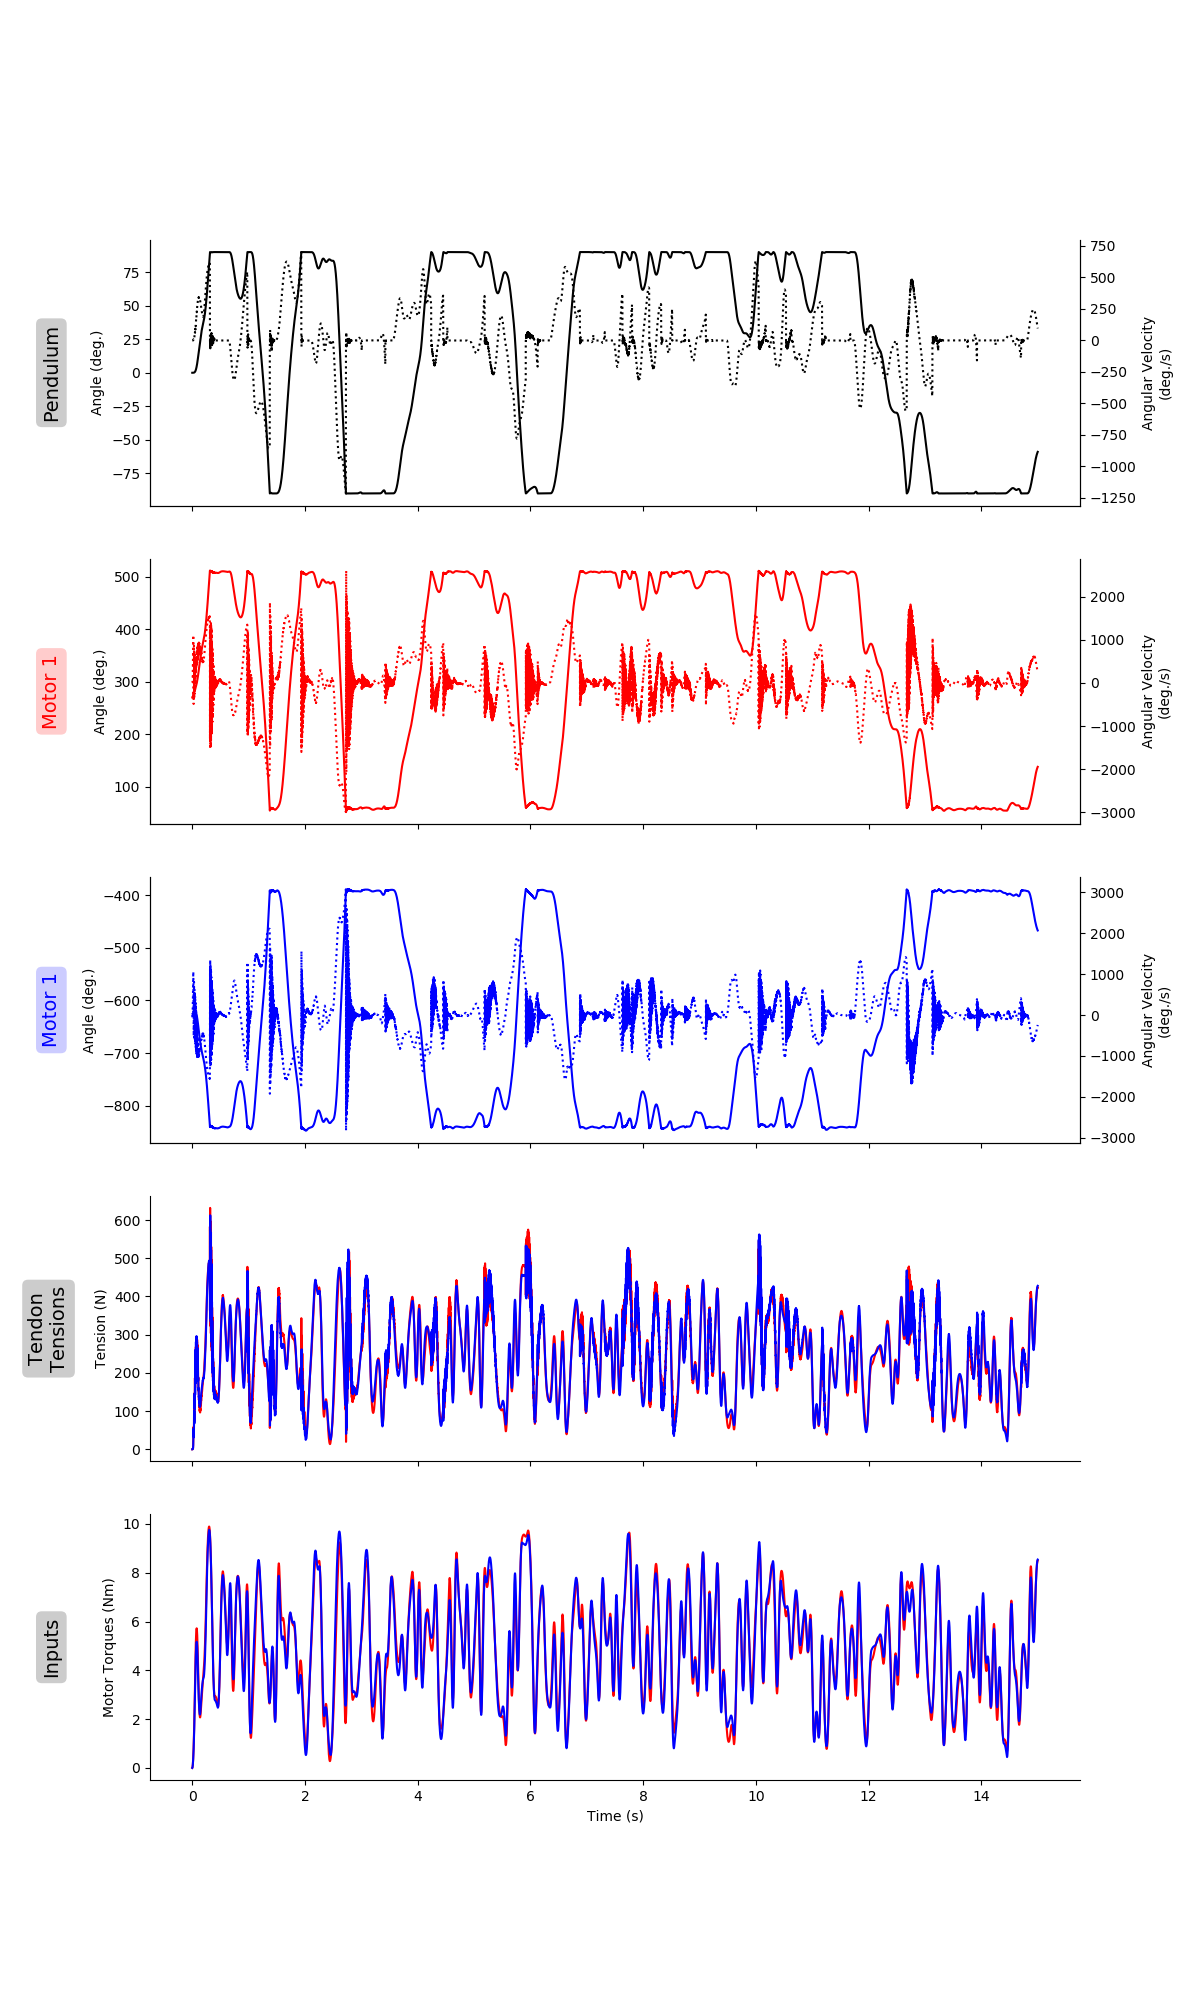 Pendulum
Angle (deg.)
75
50
25
0
−25
−50
−75
750
500
250
0
−250
−500
−750
−1000
−1250
Angular Velocity
(deg./s)
Motor 1
Angle (deg.)
500
400
300
200
100
2000
1000
0
−1000
−2000
−3000
Angular Velocity
(deg./s)
Motor 1
Angle (deg.)
−400
−500
−600
−700
−800
3000
2000
1000
0
−1000
−2000
−3000
Angular Velocity
(deg./s)
Tendon
Tensions
Tension (N)
600
500
400
300
200
100
0
Inputs
Motor Torques (Nm)
10
8
6
4
2
0
0 2 4 6 8 10 12 14
Time (s)